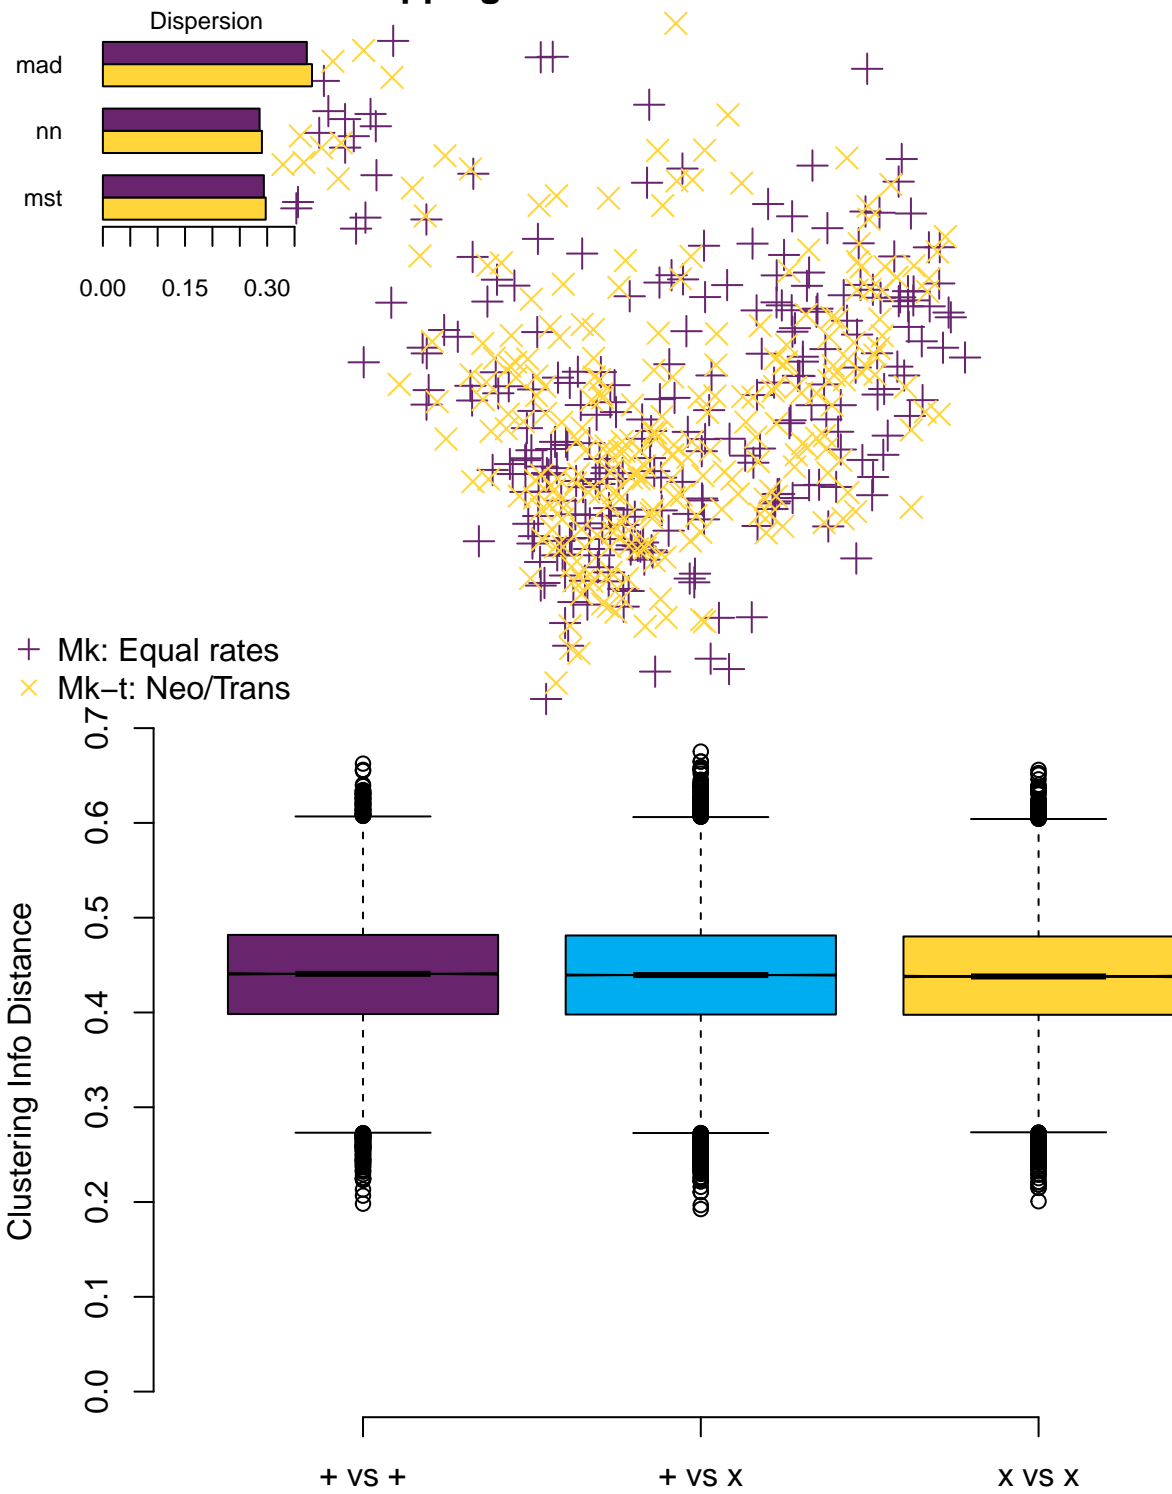 Dispersion
mad
nn
mst
0.00 0.15 0.30
+ Mk: Equal rates
× Mk−t: Neo/Trans
Clustering Info Distance
0.7
0.6
0.5
0.4
0.3
0.2
0.1
0.0
+ vs + + vs x x vs x